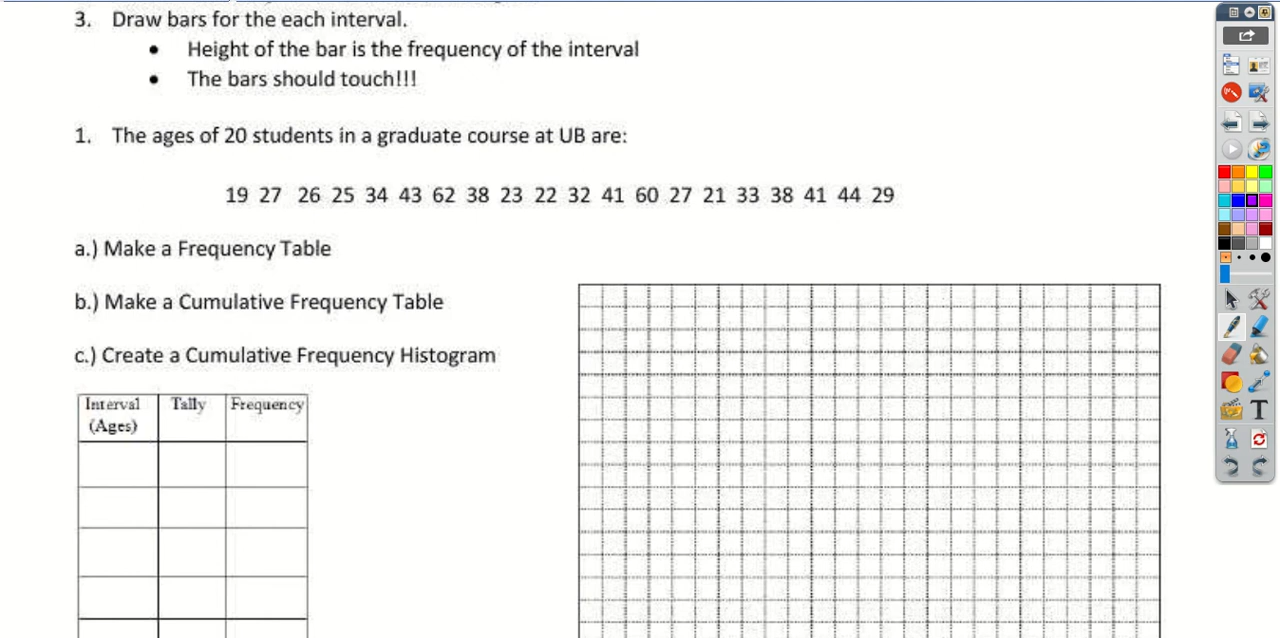 3. Draw bars for the each interval.
• Height of the bar is the frequency of the interval
• The bars should touch!!!
1. The ages of 20 students in a graduate course at UB are:
19 27 26 25 34 43 62 38 23 22 32 41 60 27 21 33 38 41 44 29
a.) Make a Frequency Table
b.) Make a Cumulative Frequency Table
c.) Create a Cumulative Frequency Histogram
Interval Tally Frequency
(Ages)
T